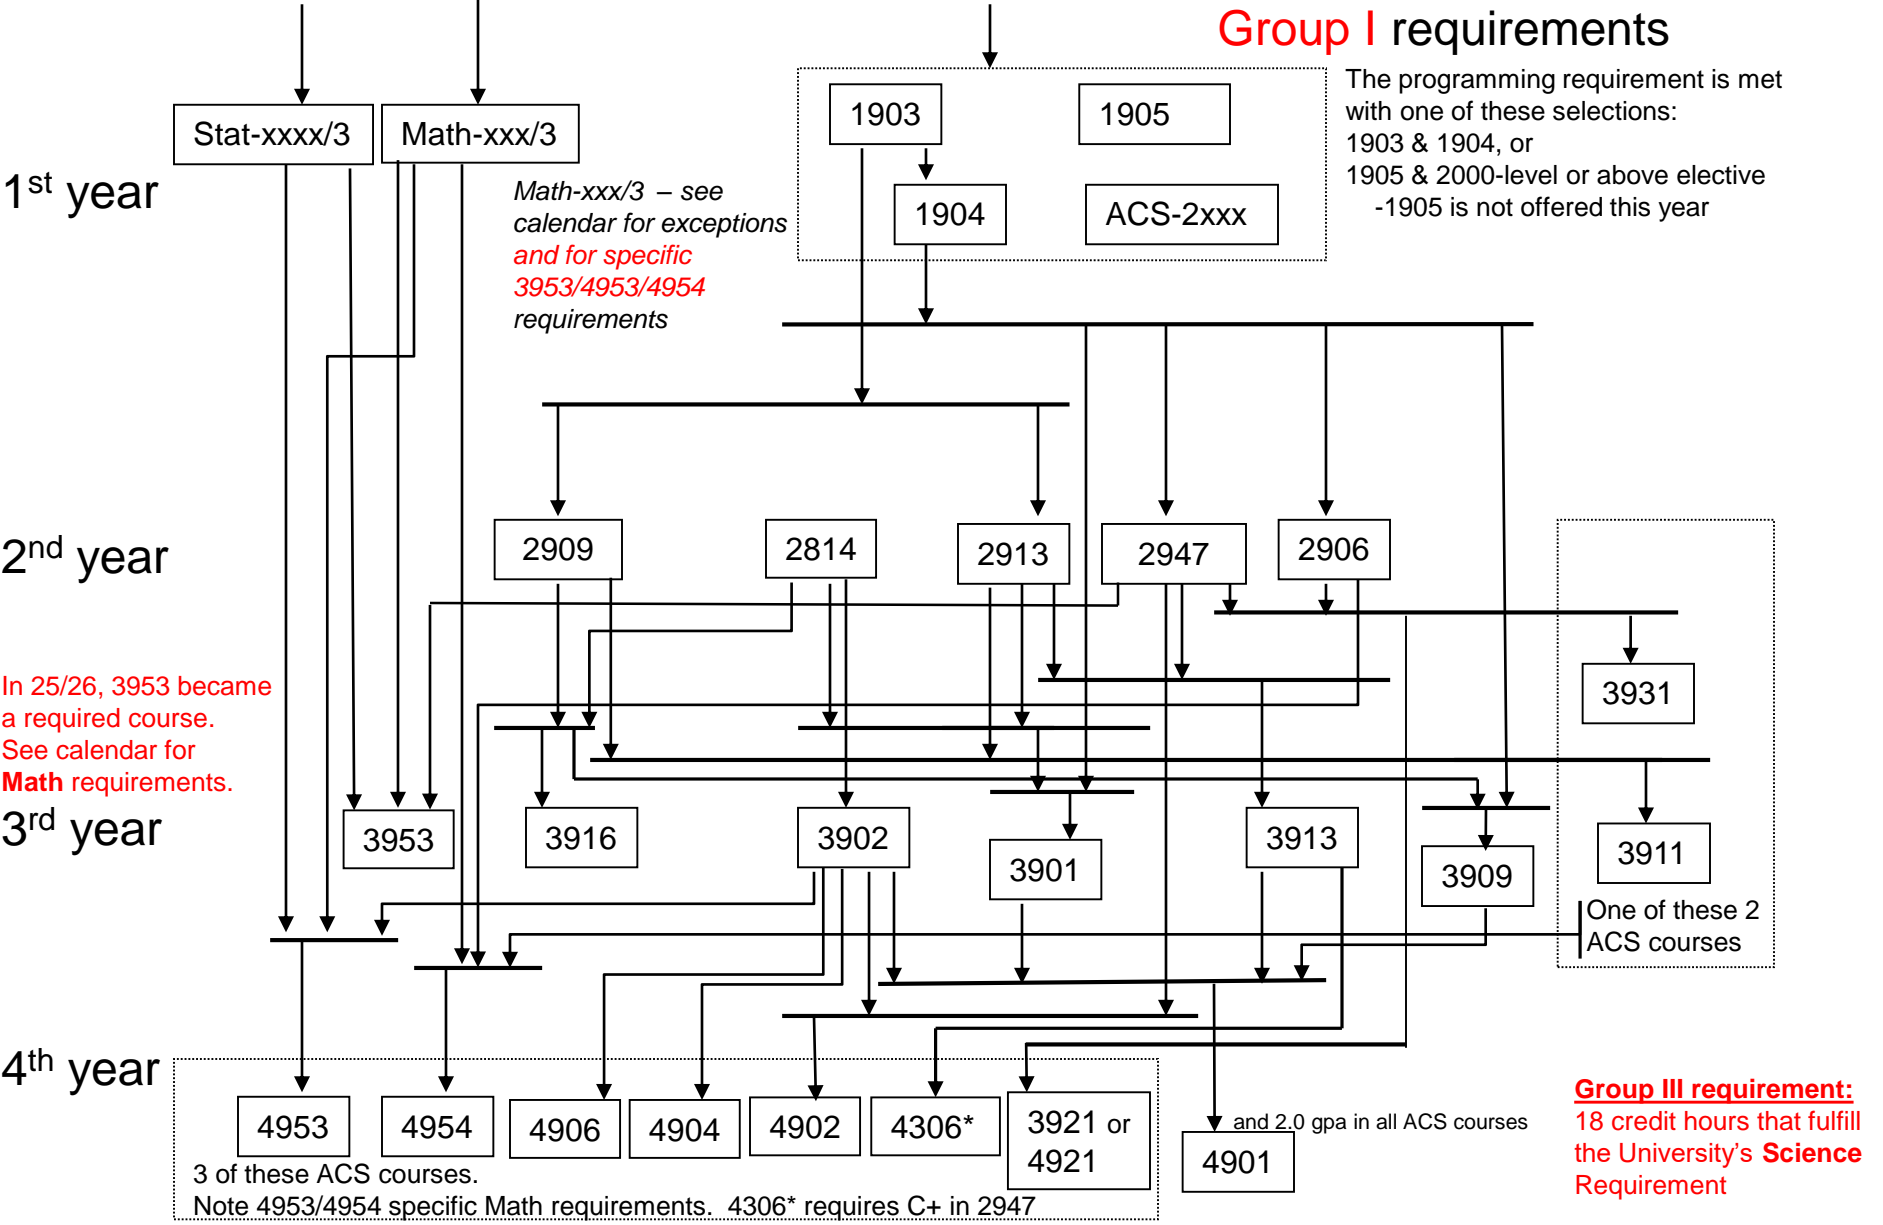 Group I requirements
The programming requirement is met
with one of these selections:
1903 & 1904, or
1905 & 2000-level or above elective
-1905 is not offered this year
1903
1905
Stat-xxxx/3
Math-xxx/3
1st year
Math-xxx/3 – see
calendar for exceptions
and for specific
3953/4953/4954
requirements
1904
ACS-2xxx
2nd year
2909
2814
2913
2947
2906
In 25/26, 3953 became
a required course.
See calendar for
Math requirements.
3931
3rd year
3953
3916
3902
3901
3913
3909
3911
One of these 2
ACS courses
4th year
4953
4954
4906
4904
4902
4306*
3921 or
4921
and 2.0 gpa in all ACS courses
4901
3 of these ACS courses.
Note 4953/4954 specific Math requirements. 4306* requires C+ in 2947
Group III requirement:
18 credit hours that fulfill
the University's Science
Requirement